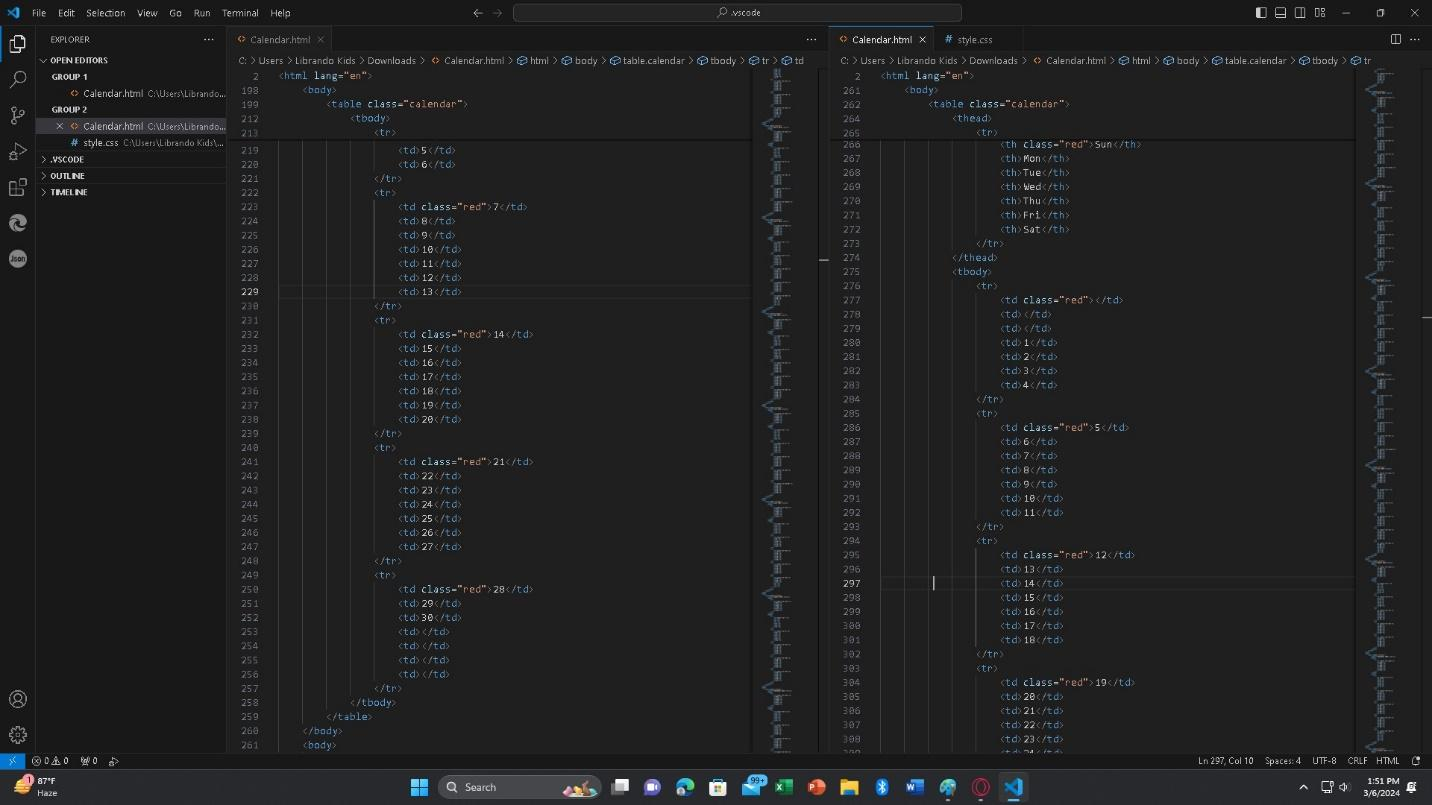 File Edit Selection View Go Run Terminal Help
.vscode
EXPLORER
OPEN EDITORS
GROUP 1
Calendar.html C:\Users\Librando...
GROUP 2
Calendar.html C:\Users\Librando...
style.css C:\Users\Librando Kids\...
.VSCODE
OUTLINE
TIMELINE
Json
Calendar.html
C: > Users > Librando Kids > Downloads > Calendar.html > html > body > table.calendar > tbody > tr > td
2 <html lang="en">
198 <body>
199 <table class="calendar">
212 <tbody>
213 <tr>
219 <td>5</td>
220 <td>6</td>
221 </tr>
222 <tr>
223 <td class="red">7</td>
224 <td>8</td>
225 <td>9</td>
226 <td>10</td>
227 <td>11</td>
228 <td>12</td>
229 <td>13</td>
230 </tr>
231 <tr>
232 <td class="red">14</td>
233 <td>15</td>
234 <td>16</td>
235 <td>17</td>
236 <td>18</td>
237 <td>19</td>
238 <td>20</td>
239 </tr>
240 <tr>
241 <td class="red">21</td>
242 <td>22</td>
243 <td>23</td>
244 <td>24</td>
245 <td>25</td>
246 <td>26</td>
247 <td>27</td>
248 </tr>
249 <tr>
250 <td class="red">28</td>
251 <td>29</td>
252 <td>30</td>
253 <td></td>
254 <td></td>
255 <td></td>
256 <td></td>
257 </tr>
258 </tbody>
259 </table>
260 </body>
261 <body>
Calendar.html style.css
C: > Users > Librando Kids > Downloads > Calendar.html > html > body > table.calendar > tbody > tr
2 <html lang="en">
261 <body>
262 <table class="calendar">
264 <thead>
265 <tr>
266 <th class="red">Sun</th>
267 <th>Mon</th>
268 <th>Tue</th>
269 <th>Wed</th>
270 <th>Thu</th>
271 <th>Fri</th>
272 <th>Sat</th>
273 </tr>
274 </thead>
275 <tbody>
276 <tr>
277 <td class="red"></td>
278 <td></td>
279 <td></td>
280 <td>1</td>
281 <td>2</td>
282 <td>3</td>
283 <td>4</td>
284 </tr>
285 <tr>
286 <td class="red">5</td>
287 <td>6</td>
288 <td>7</td>
289 <td>8</td>
290 <td>9</td>
291 <td>10</td>
292 <td>11</td>
293 </tr>
294 <tr>
295 <td class="red">12</td>
296 <td>13</td>
297 <td>14</td>
298 <td>15</td>
299 <td>16</td>
300 <td>17</td>
301 <td>18</td>
302 </tr>
303 <tr>
304 <td class="red">19</td>
305 <td>20</td>
306 <td>21</td>
307 <td>22</td>
308 <td>23</td>
0 0 0 Ln 297, Col 10 Spaces: 4 UTF-8 CRLF HTML
1 87°F
Haze
Search
99+
1:51 PM
3/6/2024